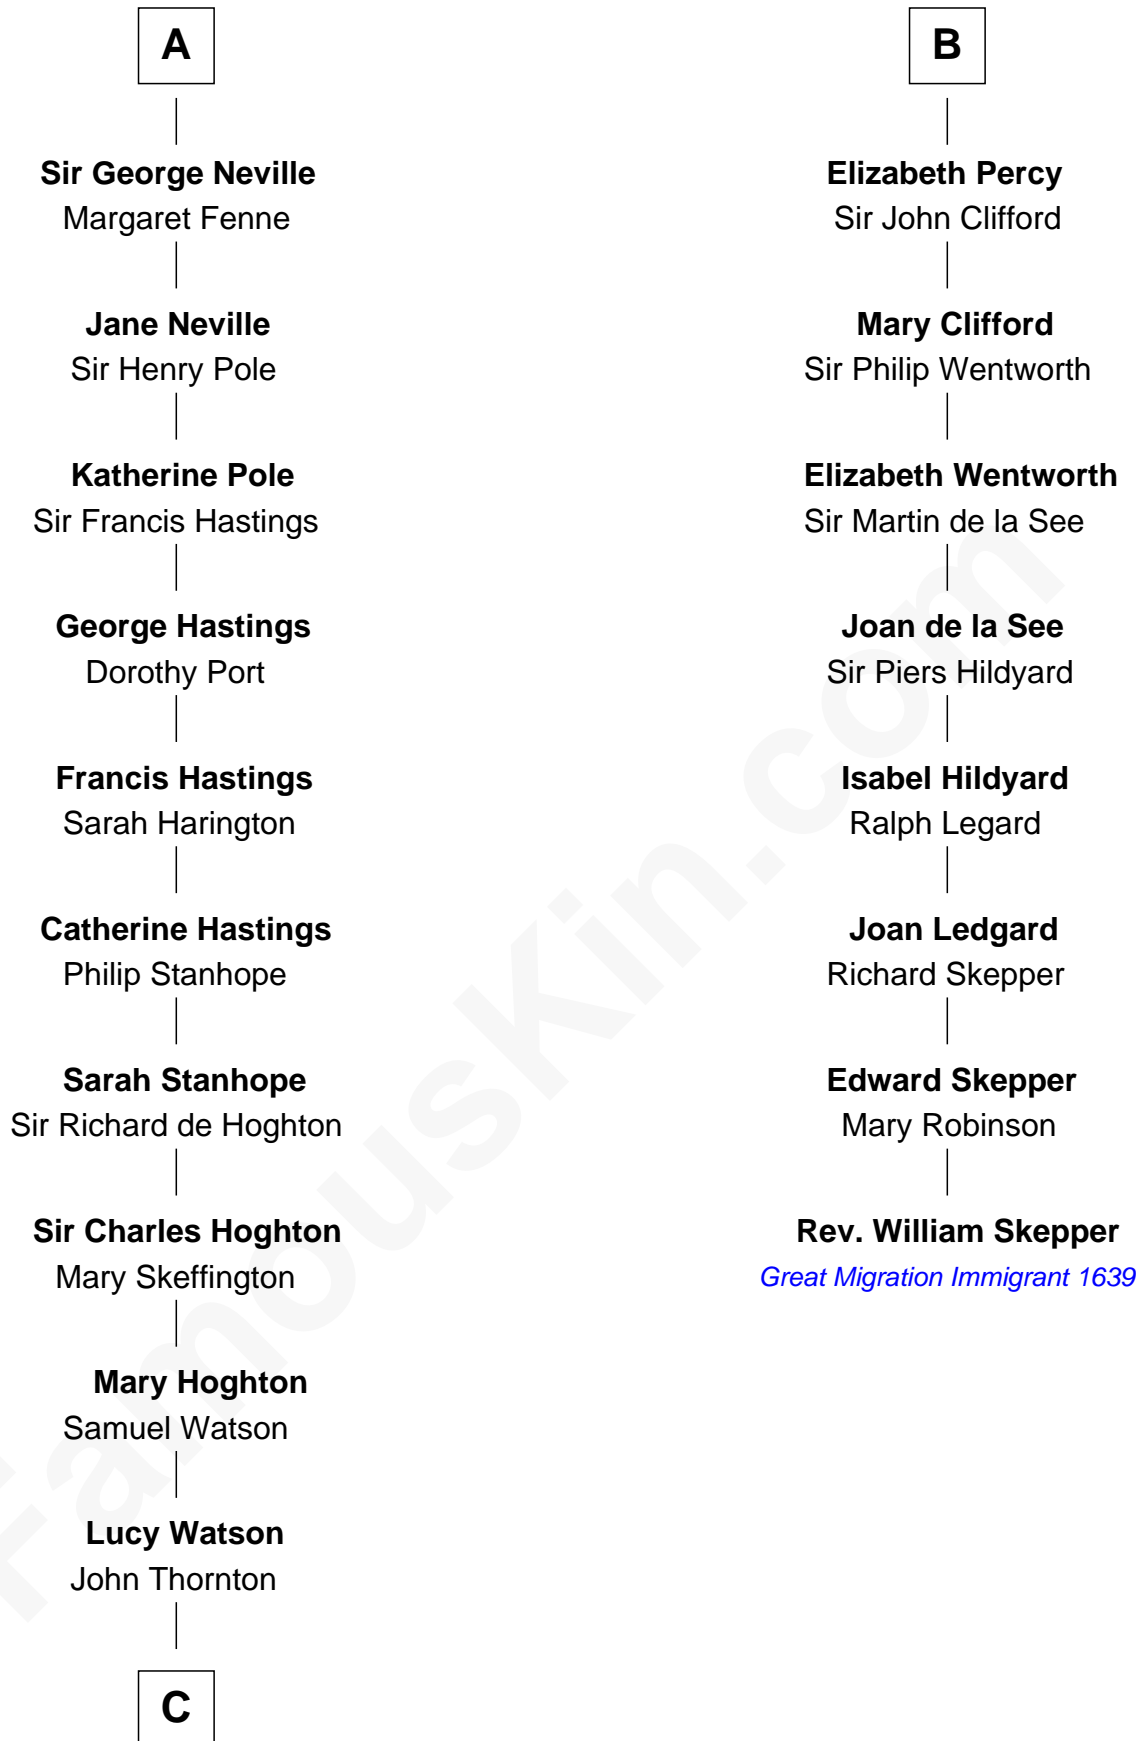 A
Sir George Neville
Margaret Fenne
Jane Neville
Sir Henry Pole
Katherine Pole
Sir Francis Hastings
George Hastings
Dorothy Port
Francis Hastings
Sarah Harington
Catherine Hastings
Philip Stanhope
Sarah Stanhope
Sir Richard de Hoghton
Sir Charles Hoghton
Mary Skeffington
Mary Hoghton
Samuel Watson
Lucy Watson
John Thornton
C
B
Elizabeth Percy
Sir John Clifford
Mary Clifford
Sir Philip Wentworth
Elizabeth Wentworth
Sir Martin de la See
Joan de la See
Sir Piers Hildyard
Isabel Hildyard
Ralph Legard
Joan Ledgard
Richard Skepper
Edward Skepper
Mary Robinson
Rev. William Skepper
Great Migration Immigrant 1639
FamousKin.com